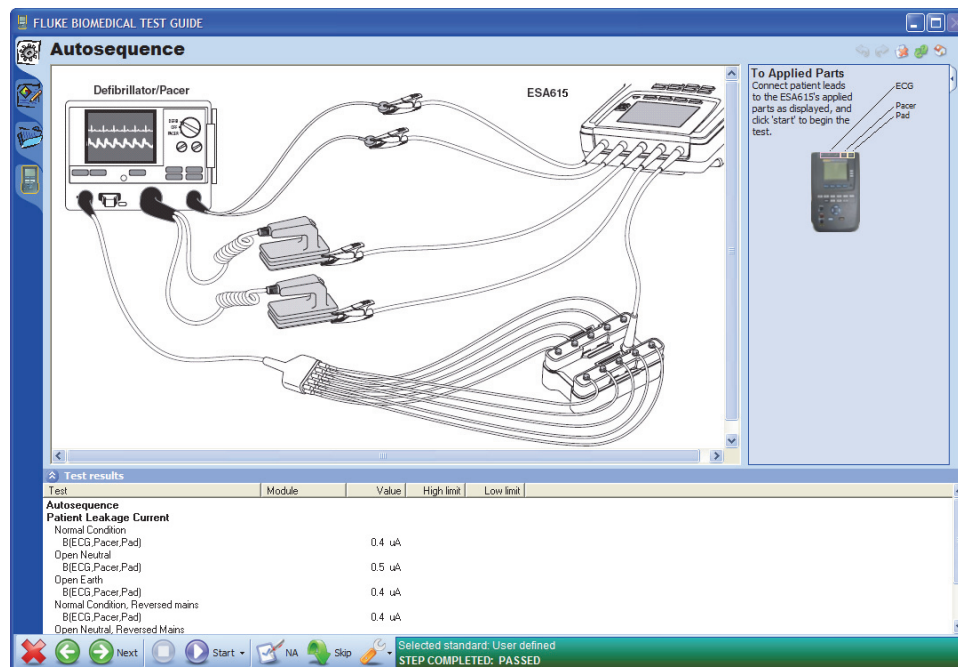 FLUKE BIOMEDICAL TEST GUIDE
Autosequence
Defibrillator/Pacer
ESA615
To Applied Parts
Connect patient leads
to the ESA615's applied
parts as displayed, and
click 'start' to begin the
test.
ECG
Pacer
Pad
Test results
Test Module Value High limit Low limit
Autosequence
Patient Leakage Current
Normal Condition
B(ECG,Pacer,Pad) 0.4 uA
Open Neutral
B(ECG,Pacer,Pad) 0.5 uA
Open Earth
B(ECG,Pacer,Pad) 0.4 uA
Normal Condition, Reversed mains
B(ECG,Pacer,Pad) 0.4 uA
Open Neutral, Reversed Mains
Next Start NA Skip
Selected standard: User defined
STEP COMPLETED: PASSED